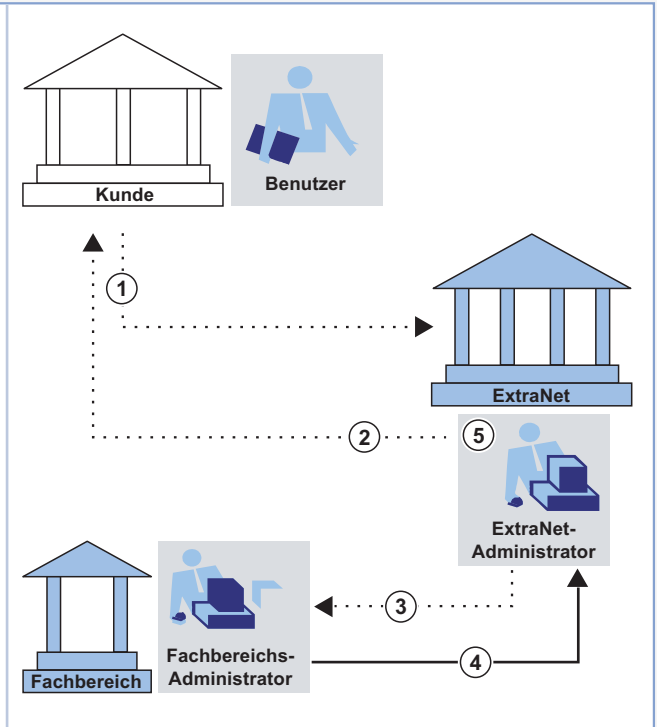 Kunde
Benutzer
1
ExtraNet
2
5
ExtraNet-
Administrator
3
Fachbereich
Fachbereichs-
Administrator
4